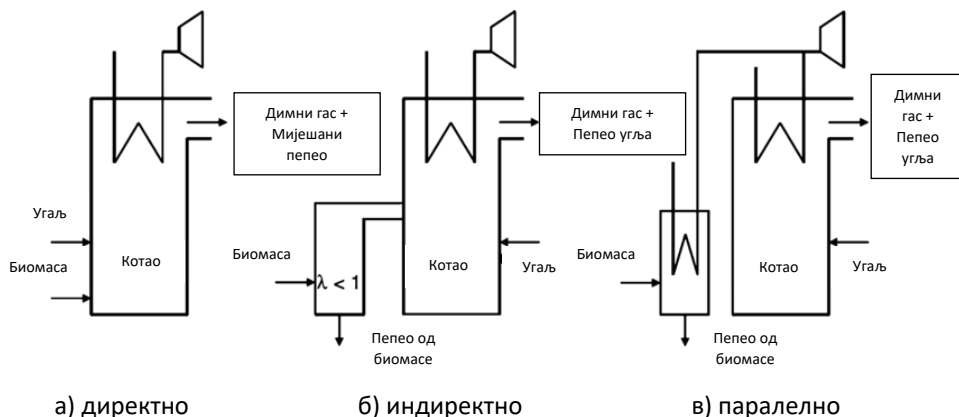 Димни гас +
Мијешани
пепео
Угаљ
Биомаса
Котао
а) директно
Димни гас +
Пепео угља
Биомаса
λ < 1
Котао
Угаљ
Пепео од
биомасе
б) индиректно
Димни
гас +
Пепео
угља
Биомаса
Котао
Угаљ
Пепео од
биомасе
в) паралелно